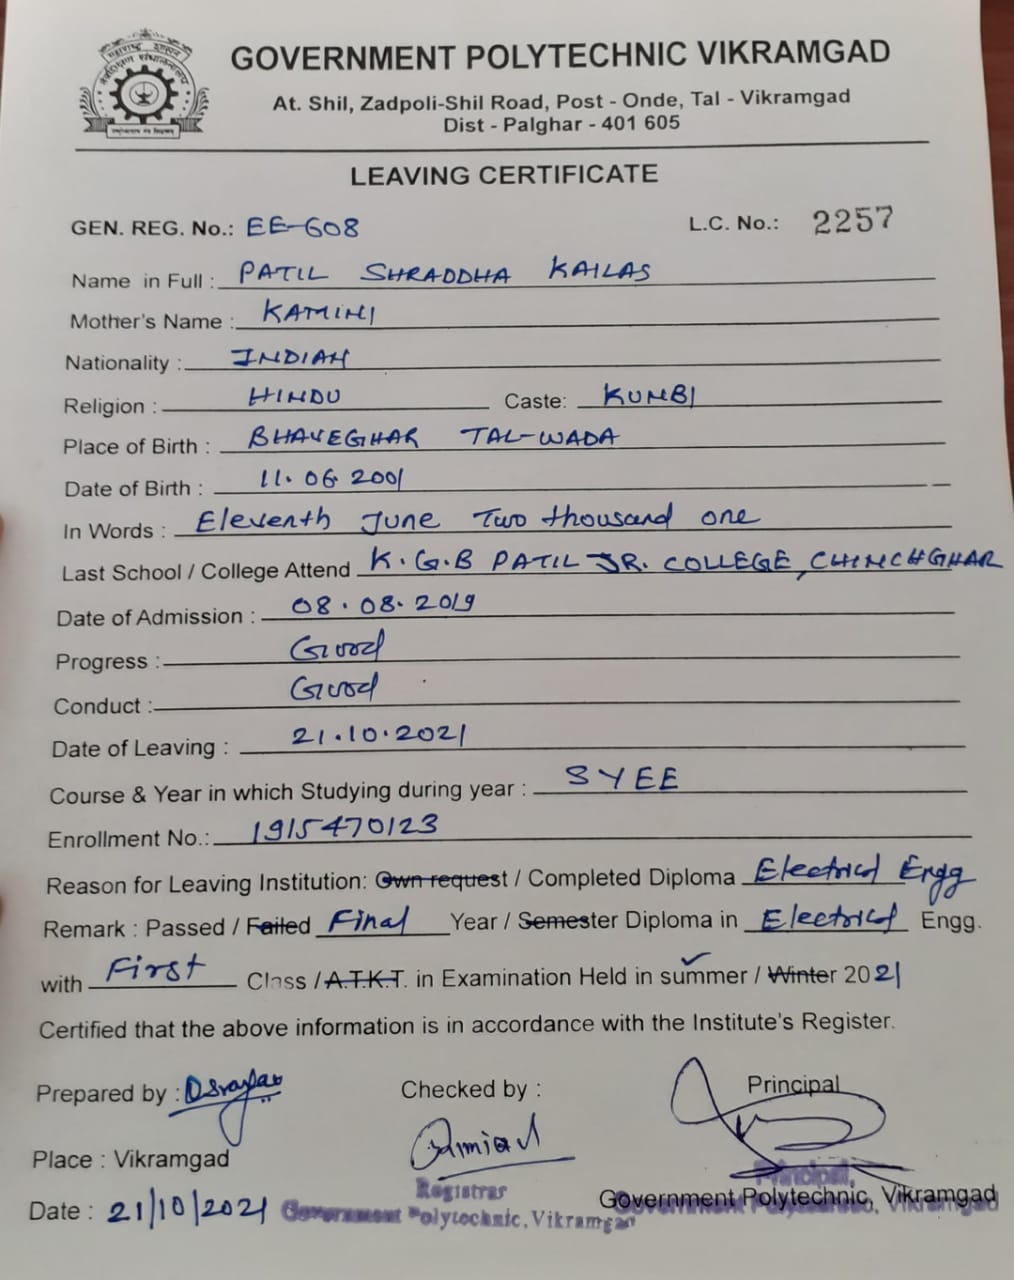 GOVERNMENT POLYTECHNIC VIKRAMGAD
At. Shil, Zadpoli-Shil Road, Post - Onde, Tal - Vikramgad
Dist - Palghar - 401 605
LEAVING CERTIFICATE
GEN. REG. No.: EE-608 L.C. No.: 2257
Name in Full : PATIL SHRADDHA KAILAS
Mother's Name : KAMINI
Nationality : INDIAN
Religion : HINDU Caste: KUNBI
Place of Birth : BHAVEGHAR TAL-WADA
Date of Birth : 11.06.2001
In Words : Eleventh June Two thousand one
Last School / College Attend K.G.B PATIL JR. COLLEGE, CHINCHGHAR
Date of Admission : 08.08.2019
Progress : Good
Conduct : Good
Date of Leaving : 21.10.2021
Course & Year in which Studying during year : SYEE
Enrollment No.: 1915470123
Reason for Leaving Institution: Own request / Completed Diploma Electrical Engg
Remark : Passed / Failed Final Year / Semester Diploma in Electrical Engg.
with First Class / A.T.K.T. in Examination Held in summer / Winter 2021
Certified that the above information is in accordance with the Institute's Register.
Prepared by : Checked by : Principal
Place : Vikramgad
Registrar Principal,
Date : 21/10/2021 Government Polytechnic, Vikramgad Government Polytechnic, Vikramgad